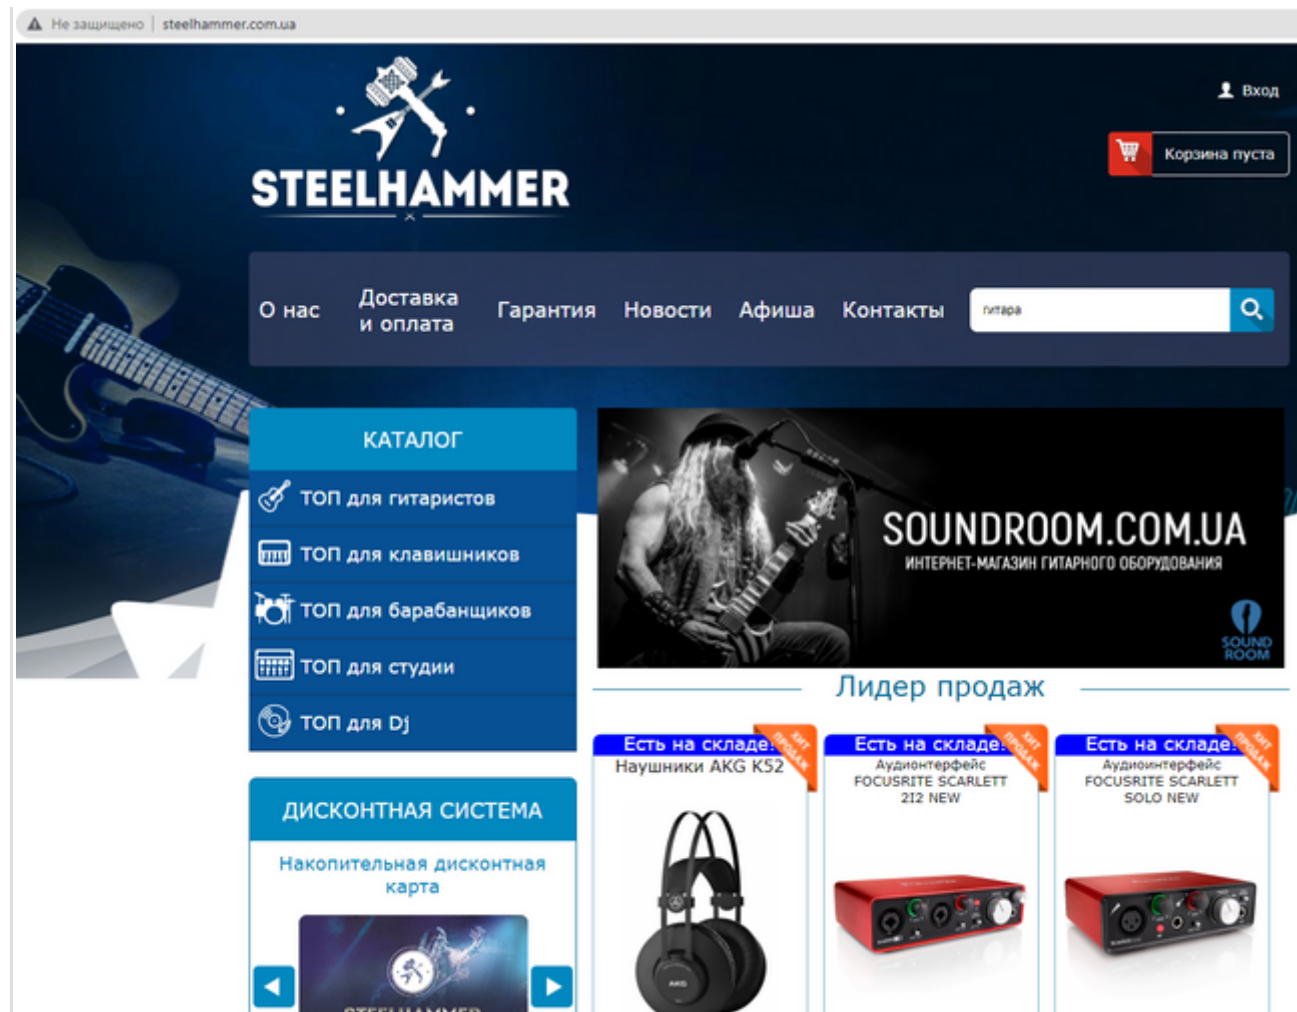 Не защищено
steelhammer.com.ua
Вход
Корзина пуста
STEELHAMMER
О нас
Доставка
и оплата
Гарантия
Новости
Афиша
Контакты
гитара
КАТАЛОГ
ТОП для гитаристов
ТОП для клавишников
ТОП для барабанщиков
ТОП для студии
ТОП для Dj
SOUNDROOM.COM.UA
ИНТЕРНЕТ-МАГАЗИН ГИТАРНОГО ОБОРУДОВАНИЯ
SOUND
ROOM
Лидер продаж
Есть на складе!
ХИТ
ПРОДАЖ
Наушники AKG K52
AKG
Есть на складе!
ХИТ
ПРОДАЖ
Аудионтерфейс
FOCUSRITE SCARLETT
2I2 NEW
Есть на складе!
ХИТ
ПРОДАЖ
Аудиоинтерфейс
FOCUSRITE SCARLETT
SOLO NEW
ДИСКОНТНАЯ СИСТЕМА
Накопительная дисконтная
карта
STEELHAMMER